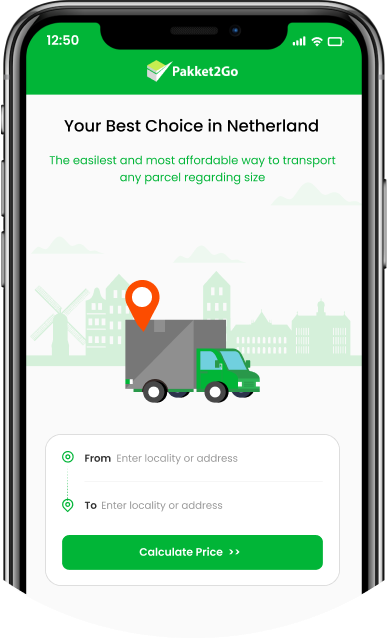 12:50
Pakket2Go
Your Best Choice in Netherland
The easilest and most affordable way to transport
any parcel regarding size
From Enter locality or address
To Enter locality or address
Calculate Price >>